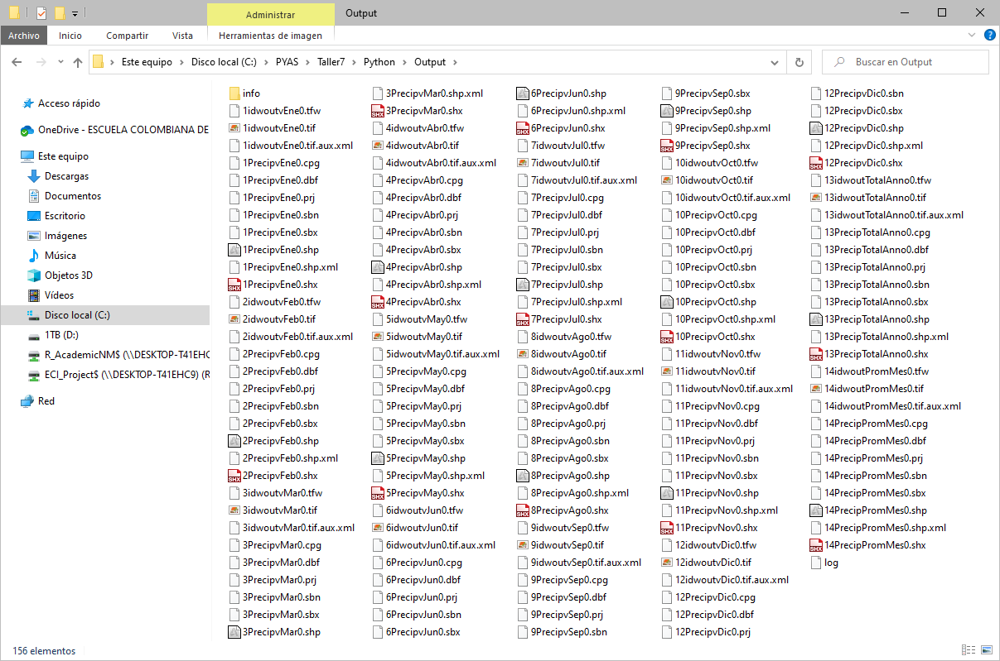 Administrar
Output
Archivo
Inicio
Compartir
Vista
Herramientas de imagen
Este equipo
Disco local (C:)
PYAS
Taller7
Python
Output
Buscar en Output
Acceso rápido
OneDrive - ESCUELA COLOMBIANA DE
Este equipo
Descargas
Documentos
Escritorio
Imágenes
Música
Objetos 3D
Vídeos
Disco local (C:)
1TB (D:)
R_AcademicNM$ (\\DESKTOP-T41EHC
ECI_Project$ (\\DESKTOP-T41EHC9) (R
Red
info
1idwoutvEne0.tfw
1idwoutvEne0.tif
1idwoutvEne0.tif.aux.xml
1PrecipvEne0.cpg
1PrecipvEne0.dbf
1PrecipvEne0.prj
1PrecipvEne0.sbn
1PrecipvEne0.sbx
1PrecipvEne0.shp
1PrecipvEne0.shp.xml
1PrecipvEne0.shx
2idwoutvFeb0.tfw
2idwoutvFeb0.tif
2idwoutvFeb0.tif.aux.xml
2PrecipvFeb0.cpg
2PrecipvFeb0.dbf
2PrecipvFeb0.prj
2PrecipvFeb0.sbn
2PrecipvFeb0.sbx
2PrecipvFeb0.shp
2PrecipvFeb0.shp.xml
2PrecipvFeb0.shx
3idwoutvMar0.tfw
3idwoutvMar0.tif
3idwoutvMar0.tif.aux.xml
3PrecipvMar0.cpg
3PrecipvMar0.dbf
3PrecipvMar0.prj
3PrecipvMar0.sbn
3PrecipvMar0.sbx
3PrecipvMar0.shp
3PrecipvMar0.shp.xml
3PrecipvMar0.shx
4idwoutvAbr0.tfw
4idwoutvAbr0.tif
4idwoutvAbr0.tif.aux.xml
4PrecipvAbr0.cpg
4PrecipvAbr0.dbf
4PrecipvAbr0.prj
4PrecipvAbr0.sbn
4PrecipvAbr0.sbx
4PrecipvAbr0.shp
4PrecipvAbr0.shp.xml
4PrecipvAbr0.shx
5idwoutvMay0.tfw
5idwoutvMay0.tif
5idwoutvMay0.tif.aux.xml
5PrecipvMay0.cpg
5PrecipvMay0.dbf
5PrecipvMay0.prj
5PrecipvMay0.sbn
5PrecipvMay0.sbx
5PrecipvMay0.shp
5PrecipvMay0.shp.xml
5PrecipvMay0.shx
6idwoutvJun0.tfw
6idwoutvJun0.tif
6idwoutvJun0.tif.aux.xml
6PrecipvJun0.cpg
6PrecipvJun0.dbf
6PrecipvJun0.prj
6PrecipvJun0.sbn
6PrecipvJun0.sbx
6PrecipvJun0.shp
6PrecipvJun0.shp.xml
6PrecipvJun0.shx
7idwoutvJul0.tfw
7idwoutvJul0.tif
7idwoutvJul0.tif.aux.xml
7PrecipvJul0.cpg
7PrecipvJul0.dbf
7PrecipvJul0.prj
7PrecipvJul0.sbn
7PrecipvJul0.sbx
7PrecipvJul0.shp
7PrecipvJul0.shp.xml
7PrecipvJul0.shx
8idwoutvAgo0.tfw
8idwoutvAgo0.tif
8idwoutvAgo0.tif.aux.xml
8PrecipvAgo0.cpg
8PrecipvAgo0.dbf
8PrecipvAgo0.prj
8PrecipvAgo0.sbn
8PrecipvAgo0.sbx
8PrecipvAgo0.shp
8PrecipvAgo0.shp.xml
8PrecipvAgo0.shx
9idwoutvSep0.tfw
9idwoutvSep0.tif
9idwoutvSep0.tif.aux.xml
9PrecipvSep0.cpg
9PrecipvSep0.dbf
9PrecipvSep0.prj
9PrecipvSep0.sbn
9PrecipvSep0.sbx
9PrecipvSep0.shp
9PrecipvSep0.shp.xml
9PrecipvSep0.shx
10idwoutvOct0.tfw
10idwoutvOct0.tif
10idwoutvOct0.tif.aux.xml
10PrecipvOct0.cpg
10PrecipvOct0.dbf
10PrecipvOct0.prj
10PrecipvOct0.sbn
10PrecipvOct0.sbx
10PrecipvOct0.shp
10PrecipvOct0.shp.xml
10PrecipvOct0.shx
11idwoutvNov0.tfw
11idwoutvNov0.tif
11idwoutvNov0.tif.aux.xml
11PrecipvNov0.cpg
11PrecipvNov0.dbf
11PrecipvNov0.prj
11PrecipvNov0.sbn
11PrecipvNov0.sbx
11PrecipvNov0.shp
11PrecipvNov0.shp.xml
11PrecipvNov0.shx
12idwoutvDic0.tfw
12idwoutvDic0.tif
12idwoutvDic0.tif.aux.xml
12PrecipvDic0.cpg
12PrecipvDic0.dbf
12PrecipvDic0.prj
12PrecipvDic0.sbn
12PrecipvDic0.sbx
12PrecipvDic0.shp
12PrecipvDic0.shp.xml
12PrecipvDic0.shx
13idwoutTotalAnno0.tfw
13idwoutTotalAnno0.tif
13idwoutTotalAnno0.tif.aux.xml
13PrecipTotalAnno0.cpg
13PrecipTotalAnno0.dbf
13PrecipTotalAnno0.prj
13PrecipTotalAnno0.sbn
13PrecipTotalAnno0.sbx
13PrecipTotalAnno0.shp
13PrecipTotalAnno0.shp.xml
13PrecipTotalAnno0.shx
14idwoutPromMes0.tfw
14idwoutPromMes0.tif
14idwoutPromMes0.tif.aux.xml
14PrecipPromMes0.cpg
14PrecipPromMes0.dbf
14PrecipPromMes0.prj
14PrecipPromMes0.sbn
14PrecipPromMes0.sbx
14PrecipPromMes0.shp
14PrecipPromMes0.shp.xml
14PrecipPromMes0.shx
log
156 elementos